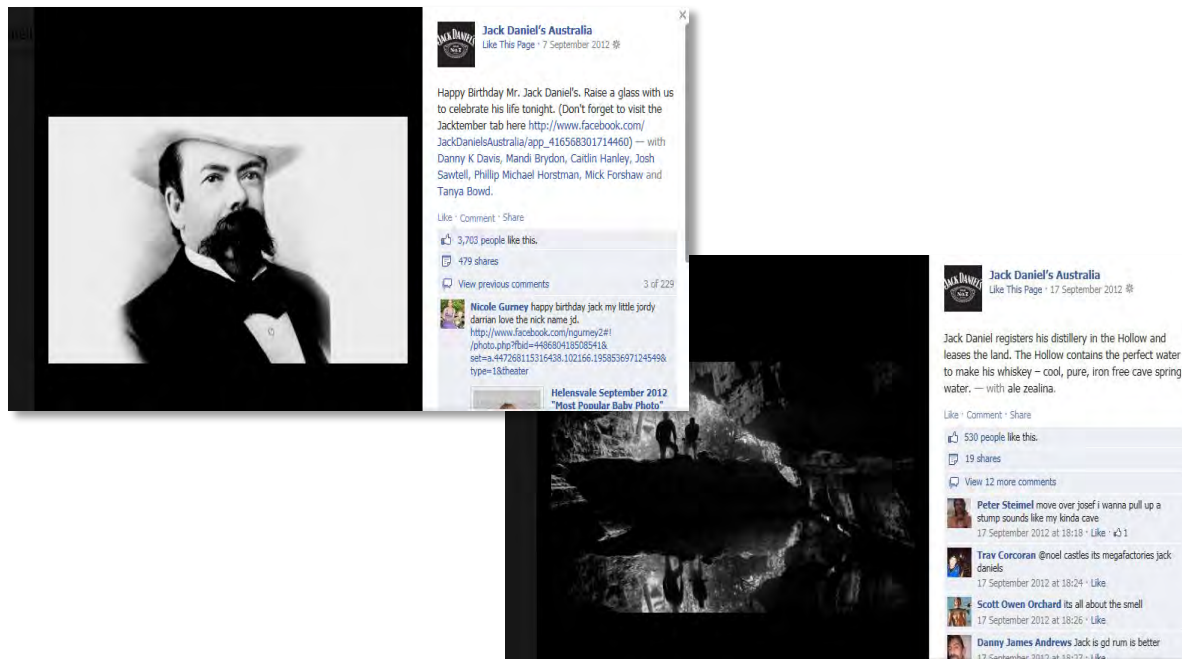 Jack Daniel's Australia
Like This Page · 7 September 2012
Happy Birthday Mr. Jack Daniel's. Raise a glass with us
to celebrate his life tonight. (Don't forget to visit the
Jacktember tab here http://www.facebook.com/
JackDanielsAustralia/app_416568301714460) — with
Danny K Davis, Mandi Brydon, Caitlin Hanley, Josh
Sawtell, Phillip Michael Horstman, Mick Forshaw and
Tanya Bowd.
Like · Comment · Share
3,703 people like this.
479 shares
View previous comments 3 of 229
Nicole Gurney happy birthday jack my little jordy
darrian love the nick name jd.
http://www.facebook.com/ngurney2#!
/photo.php?fbid=448680418508541&
set=a.447268115316438.102166.195853697124549&
type=1&theater
Helensvale September 2012
"Most Popular Baby Photo"
JACK DANIEL'S
Jack Daniel's Australia
Like This Page · 17 September 2012
Jack Daniel registers his distillery in the Hollow and
leases the land. The Hollow contains the perfect water
to make his whiskey – cool, pure, iron free cave spring
water. — with ale zealina.
Like · Comment · Share
530 people like this.
19 shares
View 12 more comments
Peter Steimel move over josef i wanna pull up a
stump sounds like my kinda cave
17 September 2012 at 18:18 · Like · 1
Trav Corcoran @noel castles its megafactories jack
daniels
17 September 2012 at 18:24 · Like
Scott Owen Orchard its all about the smell
17 September 2012 at 18:26 · Like
Danny James Andrews Jack is gd rum is better
17 September 2012 at 18:27 · Like